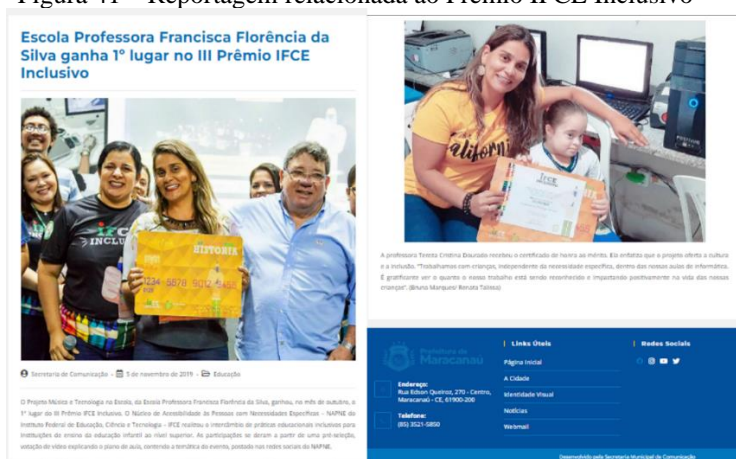 Figura 41 – Reportagem relacionada ao Prêmio IFCE Inclusivo
Escola Professora Francisca Florência da
Silva ganha 1º lugar no III Prêmio IFCE
Inclusivo
IFCE
INCLU
HISTORIA
1234 5678 9012 3456
Secretaria de Comunicação - 5 de novembro de 2019 - Educação
O Projeto Música e Tecnologia na Escola, da Escola Professora Francisca Florência da Silva, ganhou, no mês de outubro, o
1º lugar do III Prêmio IFCE Inclusivo. O Núcleo de Acessibilidade às Pessoas com Necessidades Específicas – NAPNE do
Instituto Federal de Educação, Ciência e Tecnologia – IFCE realizou o intercâmbio de práticas educacionais inclusivas para
instituições de ensino da educação infantil ao nível superior. As participações se deram a partir de uma pré-seleção,
votação de vídeo explicando o plano de aula, contendo a temática do evento, postado nas redes sociais do NAPNE.
California
IFCE
A professora Tereza Cristina Dourado recebeu o certificado de honra ao mérito. Ela enfatiza que o projeto oferta a cultura
e a inclusão. "Trabalhamos com crianças, independente da necessidade específica, dentro das nossas aulas de informática.
É gratificante ver o quanto o nosso trabalho está sendo reconhecido e impactando positivamente na vida das nossas
crianças". (Bruna Marques/ Renata Talissa)
Prefeitura de
Maracanaú
Endereço:
Rua Edson Queiroz, 270 - Centro,
Maracanaú - CE, 61900-200
Telefone:
(85) 3521-5850
Links Úteis
Página Inicial
A Cidade
Identidade Visual
Notícias
Webmail
Redes Sociais
Desenvolvido pela Secretaria Municipal de Comunicação